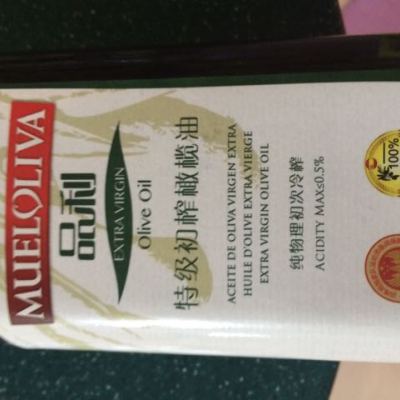 MUELOLIVA
品利
EXTRA VIRGIN
Olive Oil
特级初榨橄榄油
ACEITE DE OLIVA VIRGEN EXTRA
HUILE D'OLIVE EXTRA VIERGE
EXTRA VIRGIN OLIVE OIL
纯物理初次冷榨
ACIDITY MAX≤0.5%
100%